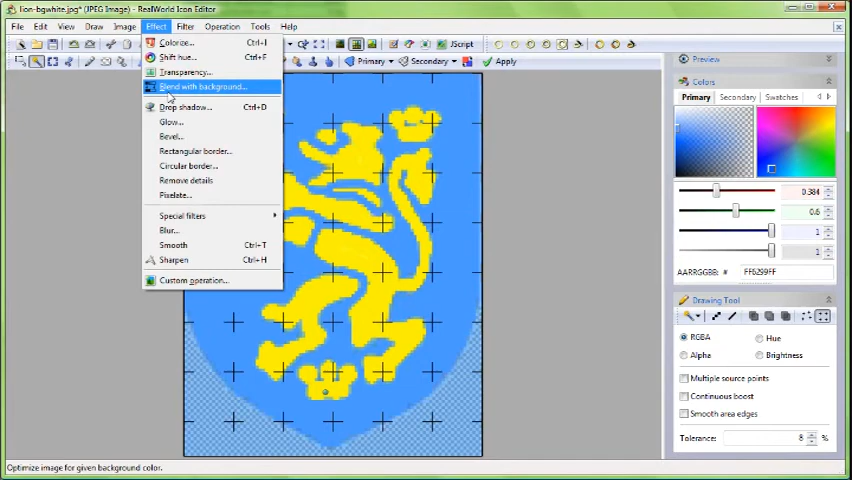 lion-bgwhite.jpg* (JPEG Image) - RealWorld Icon Editor
File Edit View Draw Image Effect Filter Operation Tools Help
JScript
Primary Secondary Apply
Colorize... Ctrl+I
Shift hue... Ctrl+F
Transparency...
Blend with background...
Drop shadow... Ctrl+D
Glow...
Bevel...
Rectangular border...
Circular border...
Remove details
Pixelate...
Special filters
Blur...
Smooth Ctrl+T
Sharpen Ctrl+H
Custom operation...
Preview
Colors
Primary Secondary Swatches
0.384
0.6
1
1
AARRGGBB: # FF6299FF
Drawing Tool
RGBA Hue
Alpha Brightness
Multiple source points
Continuous boost
Smooth area edges
Tolerance: 8 %
Optimize image for given background color.